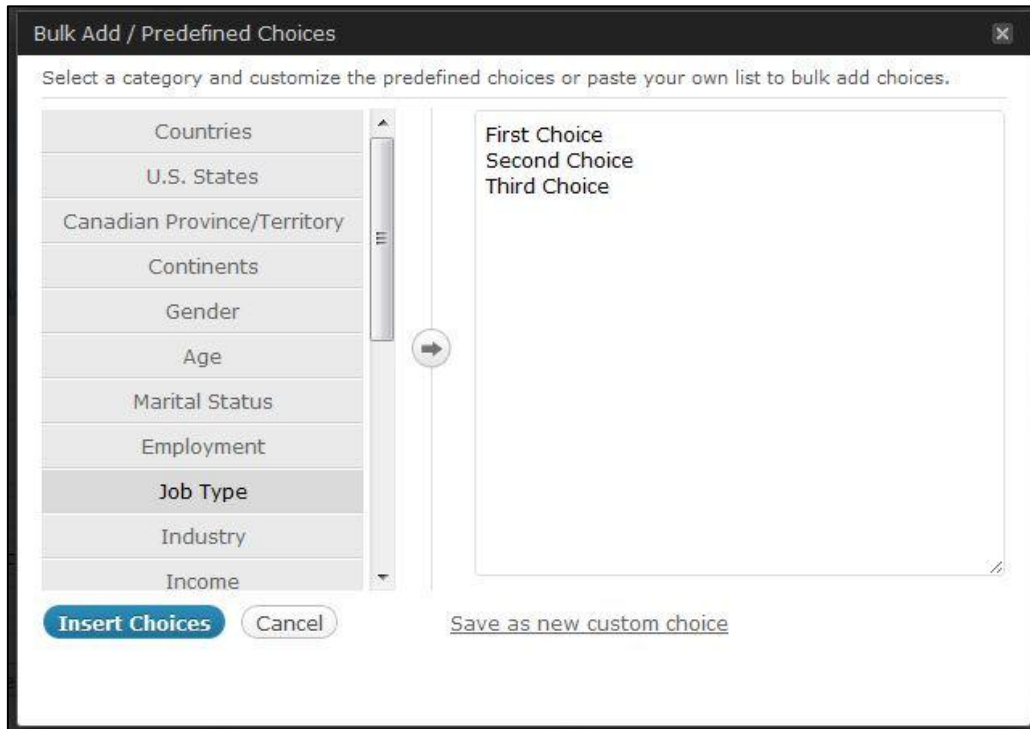 Bulk Add / Predefined Choices
Select a category and customize the predefined choices or paste your own list to bulk add choices.
Countries
U.S. States
Canadian Province/Territory
Continents
Gender
Age
Marital Status
Employment
Job Type
Industry
Income
First Choice
Second Choice
Third Choice
Insert Choices
Cancel
Save as new custom choice